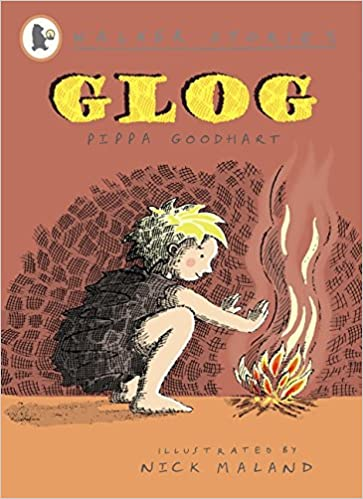 WALKER STORIES
GLOG
PIPPA GOODHART
ILLUSTRATED BY
NICK MALAND